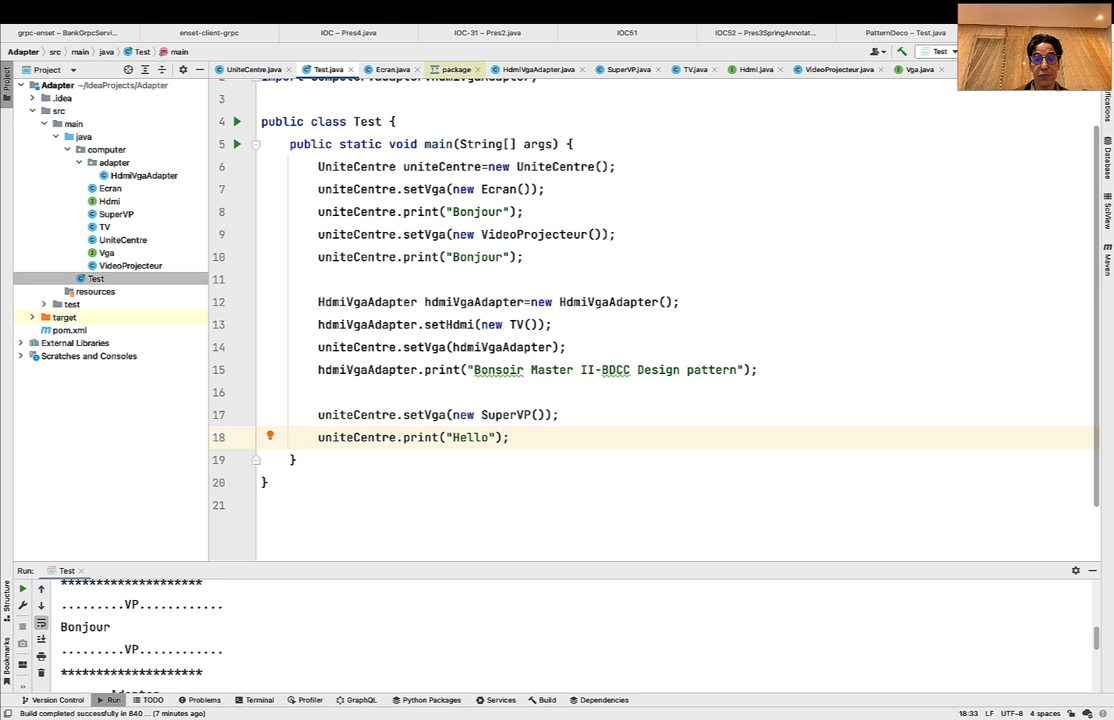 grpc-enset – BankGrpcServi...
enset-client-grpc
IOC – Pres4.java
IOC-31 – Pres2.java
IOC51
IOC52 – Pres3SpringAnnotat...
PatternDeco – Test.java
Adapter > src > main > java > Test > main
Test
Project
UniteCentre.java
Test.java
Ecran.java
package
HdmiVgaAdapter.java
SuperVP.java
TV.java
Hdmi.java
VideoProjecteur.java
Vga.java
Project
Adapter ~/IdeaProjects/Adapter
.idea
src
main
java
computer
adapter
HdmiVgaAdapter
Ecran
Hdmi
SuperVP
TV
UniteCentre
Vga
VideoProjecteur
Test
resources
test
target
pom.xml
External Libraries
Scratches and Consoles
3
4 public class Test {
5 public static void main(String[] args) {
6 UniteCentre uniteCentre=new UniteCentre();
7 uniteCentre.setVga(new Ecran());
8 uniteCentre.print("Bonjour");
9 uniteCentre.setVga(new VideoProjecteur());
10 uniteCentre.print("Bonjour");
11
12 HdmiVgaAdapter hdmiVgaAdapter=new HdmiVgaAdapter();
13 hdmiVgaAdapter.setHdmi(new TV());
14 uniteCentre.setVga(hdmiVgaAdapter);
15 hdmiVgaAdapter.print("Bonsoir Master II-BDCC Design pattern");
16
17 uniteCentre.setVga(new SuperVP());
18 uniteCentre.print("Hello");
19 }
20 }
21
Database
SciView
Maven
Run: Test
********************
.........VP............
Bonjour
.........VP............
********************
Structure
Bookmarks
Version Control
Run
TODO
Problems
Terminal
Profiler
GraphQL
Python Packages
Services
Build
Dependencies
Build completed successfully in 840 ... (7 minutes ago)
18:33 LF UTF-8 4 spaces